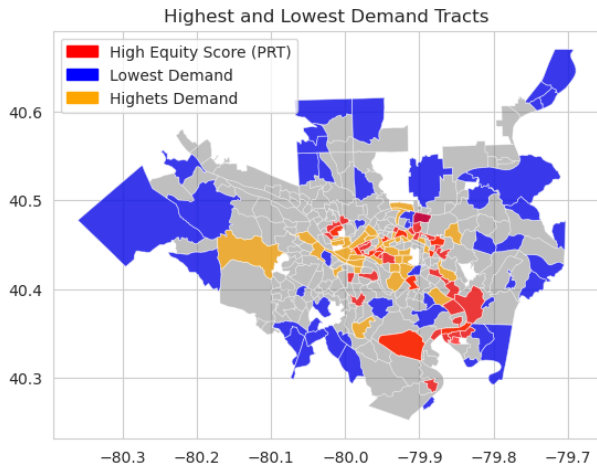 Highest and Lowest Demand Tracts
High Equity Score (PRT)
Lowest Demand
Highets Demand
40.6
40.5
40.4
40.3
−80.3 −80.2 −80.1 −80.0 −79.9 −79.8 −79.7